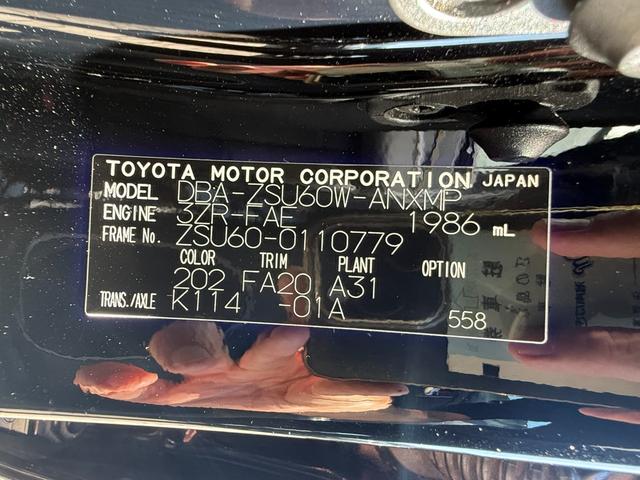 TOYOTA MOTOR CORPORATION JAPAN
MODEL DBA-ZSU60W-ANXMP
ENGINE 3ZR-FAE 1986 mL
FRAME No. ZSU60-0110779
COLOR TRIM PLANT OPTION
202 FA20 A31
TRANS./AXLE K114 -01A
558